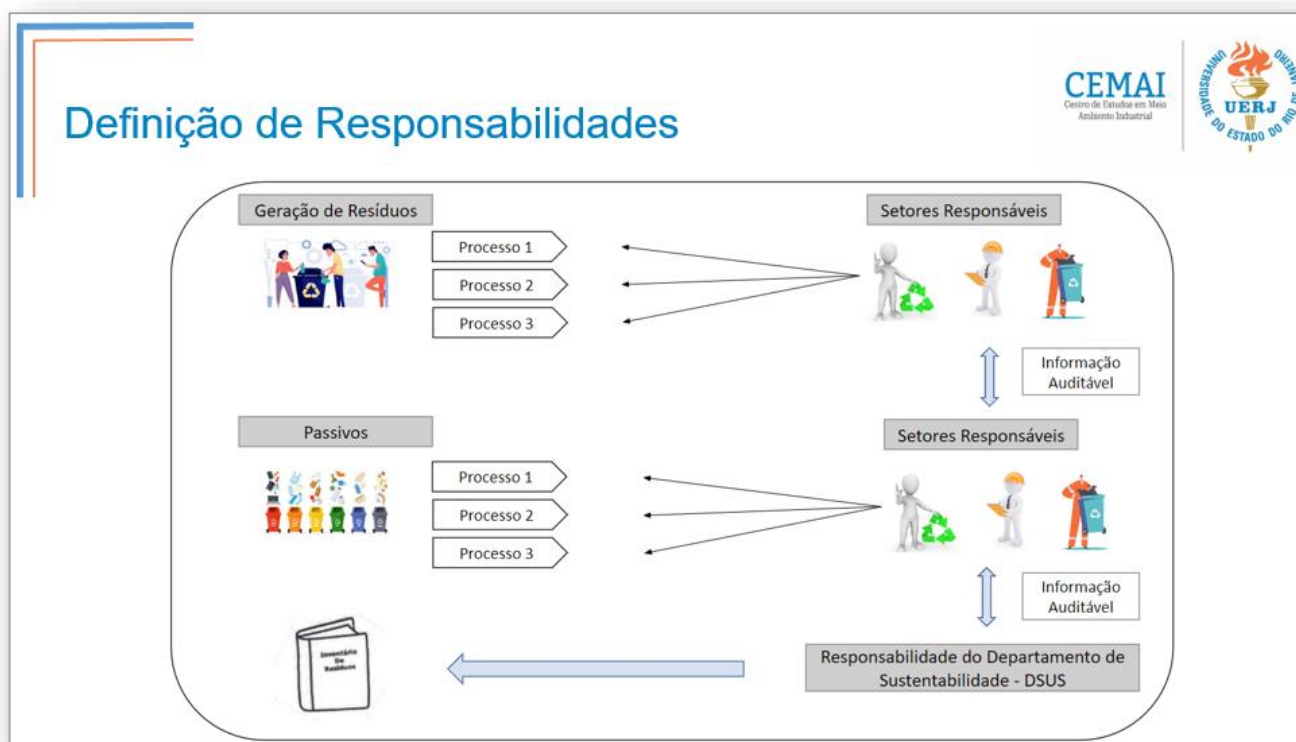 Definição de Responsabilidades
CEMAI
Centro de Estudos em Meio
Ambiente Industrial
UNIVERSIDADE DO ESTADO DO RIO DE JANEIRO
UERJ
Geração de Resíduos
Setores Responsáveis
Processo 1
Processo 2
Processo 3
Informação
Auditável
Passivos
Setores Responsáveis
Processo 1
Processo 2
Processo 3
Informação
Auditável
Inventário
De
Resíduos
Responsabilidade do Departamento de
Sustentabilidade - DSUS